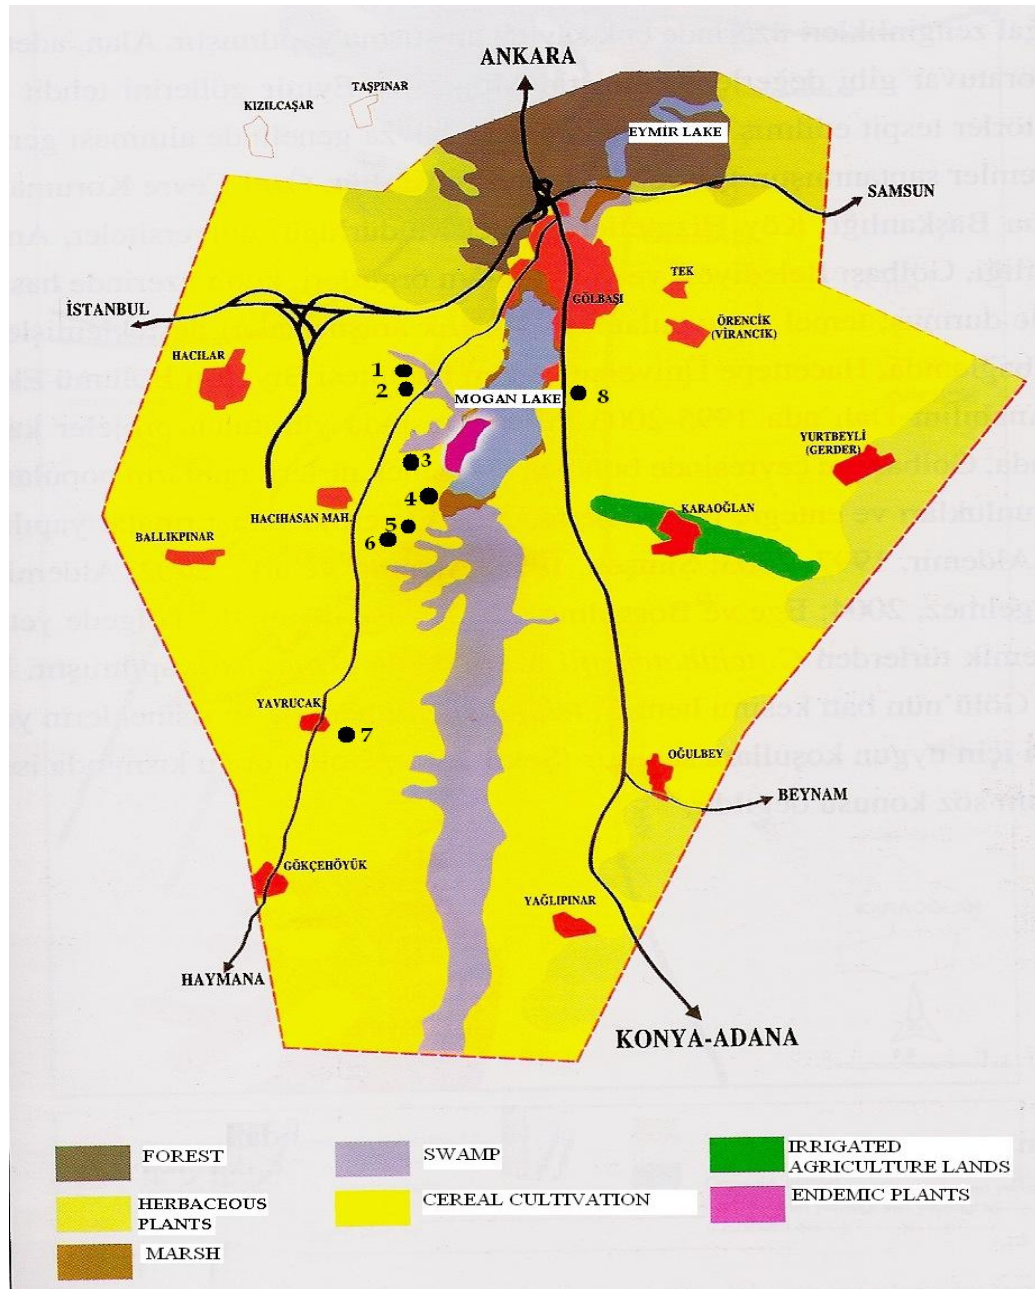 ANKARA
TAŞPINAR
KIZILCAŞAR
EYMİR LAKE
SAMSUN
TEK
GÖLBAŞI
İSTANBUL
ÖRENCİK
(VİRANCIK)
HACILAR
1
2
MOGAN LAKE
8
YURTBEYLİ
(GERDER)
3
4
HACIHASAN MAH.
KARAOĞLAN
5
BALLIKPINAR
6
YAVRUCAK
7
OĞULBEY
BEYNAM
GÖKÇEHÖYÜK
YAĞLIPINAR
HAYMANA
KONYA-ADANA
FOREST
SWAMP
IRRIGATED
AGRICULTURE LANDS
HERBACEOUS
PLANTS
CEREAL CULTIVATION
ENDEMIC PLANTS
MARSH